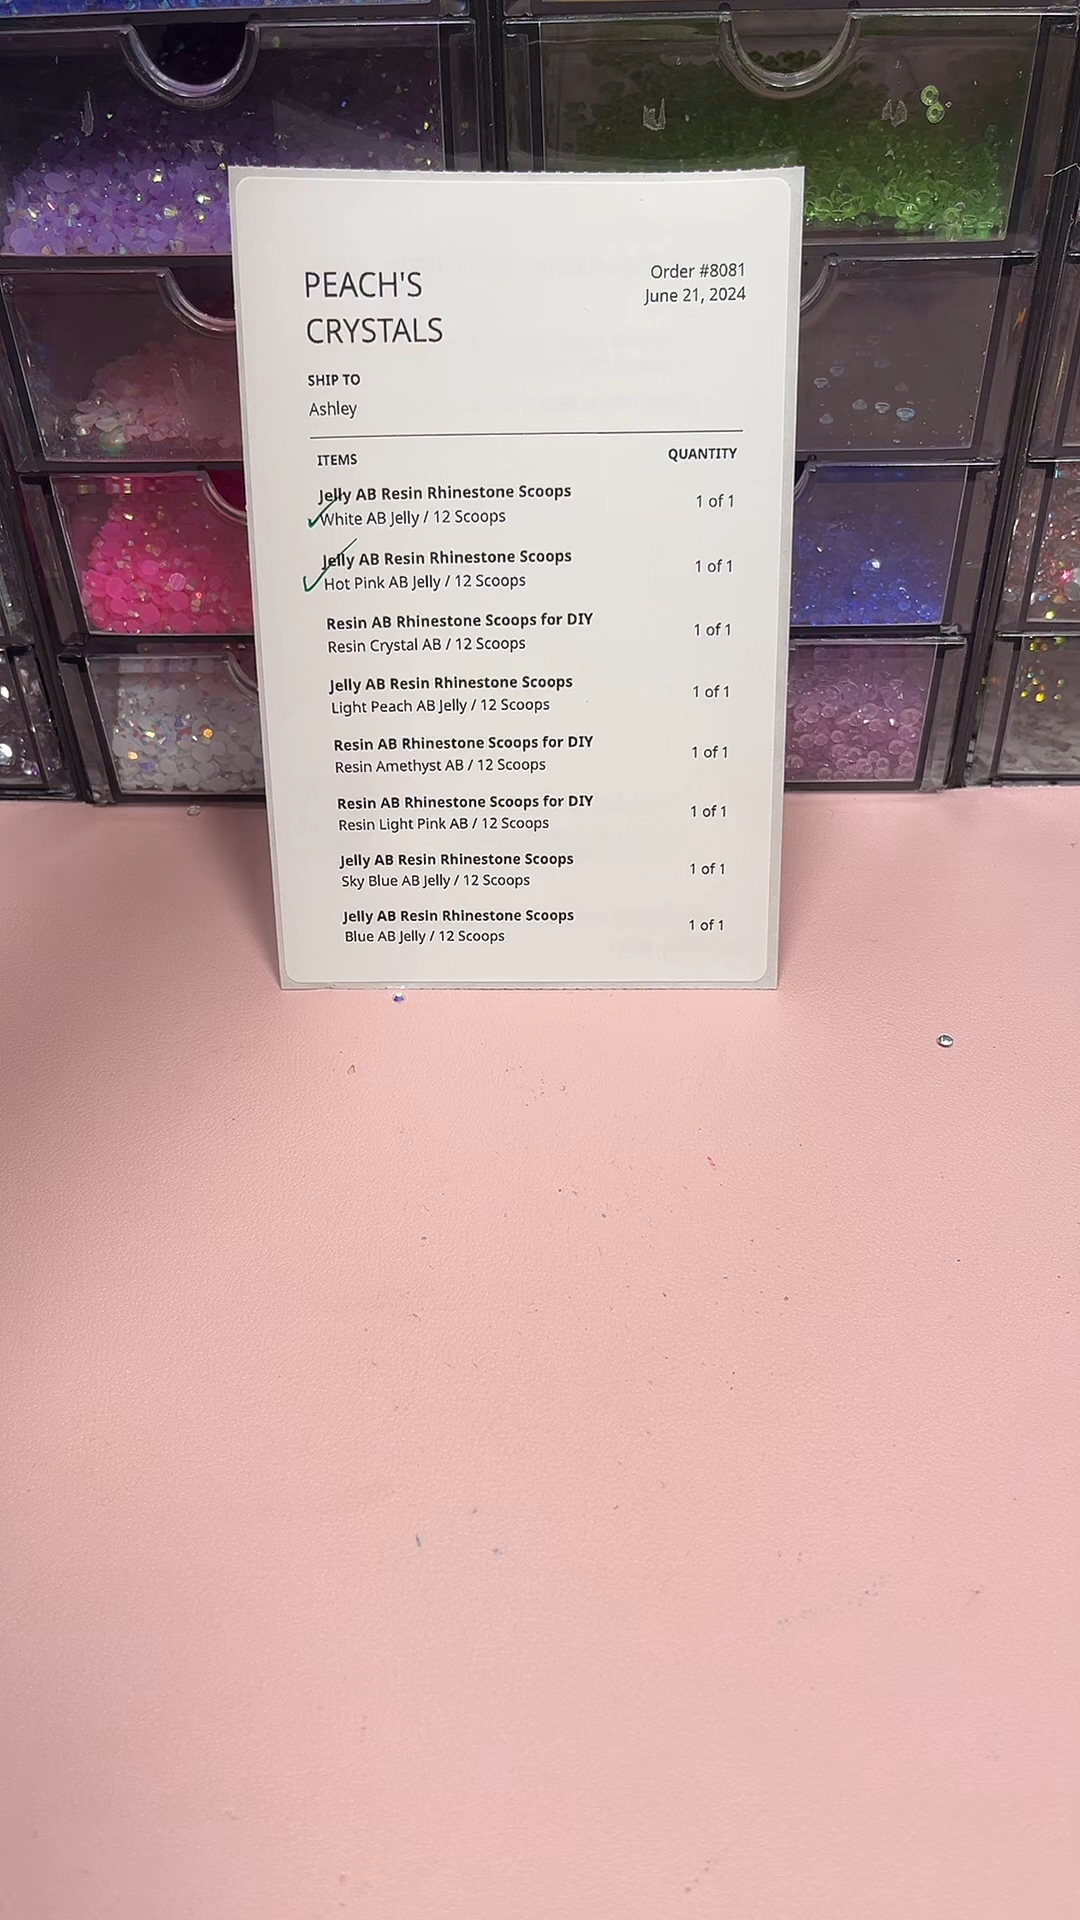 PEACH'S
CRYSTALS
Order #8081
June 21, 2024
SHIP TO
Ashley
ITEMS QUANTITY
Jelly AB Resin Rhinestone Scoops
White AB Jelly / 12 Scoops 1 of 1
Jelly AB Resin Rhinestone Scoops
Hot Pink AB Jelly / 12 Scoops 1 of 1
Resin AB Rhinestone Scoops for DIY
Resin Crystal AB / 12 Scoops 1 of 1
Jelly AB Resin Rhinestone Scoops
Light Peach AB Jelly / 12 Scoops 1 of 1
Resin AB Rhinestone Scoops for DIY
Resin Amethyst AB / 12 Scoops 1 of 1
Resin AB Rhinestone Scoops for DIY
Resin Light Pink AB / 12 Scoops 1 of 1
Jelly AB Resin Rhinestone Scoops
Sky Blue AB Jelly / 12 Scoops 1 of 1
Jelly AB Resin Rhinestone Scoops
Blue AB Jelly / 12 Scoops 1 of 1